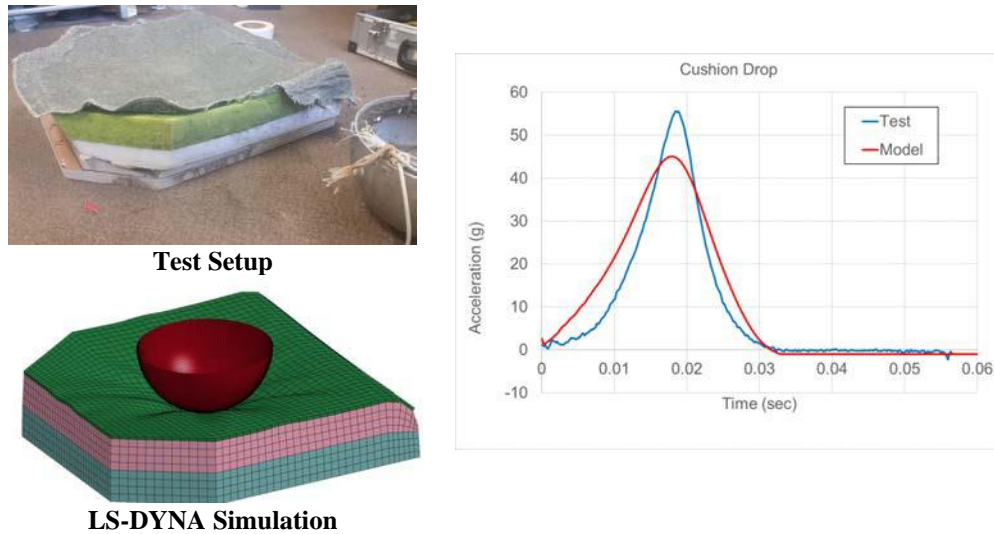 Test Setup
LS-DYNA Simulation
Cushion Drop
60
50
40
30
20
10
0
-10
0
0.01
0.02
0.03
0.04
0.05
0.06
Acceleration (g)
Time (sec)
Test
Model